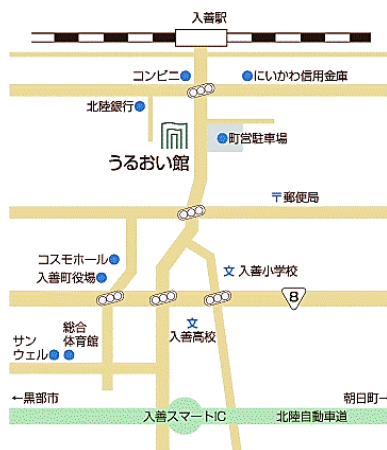 入善駅
コンビニ
にいかわ信用金庫
北陸銀行
町営駐車場
うるおい館
〒郵便局
コスモホール
文 入善小学校
入善町役場
8
文
入善高校
総合
体育館
サン
ウェル
←黒部市
朝日町→
入善スマートIC
北陸自動車道